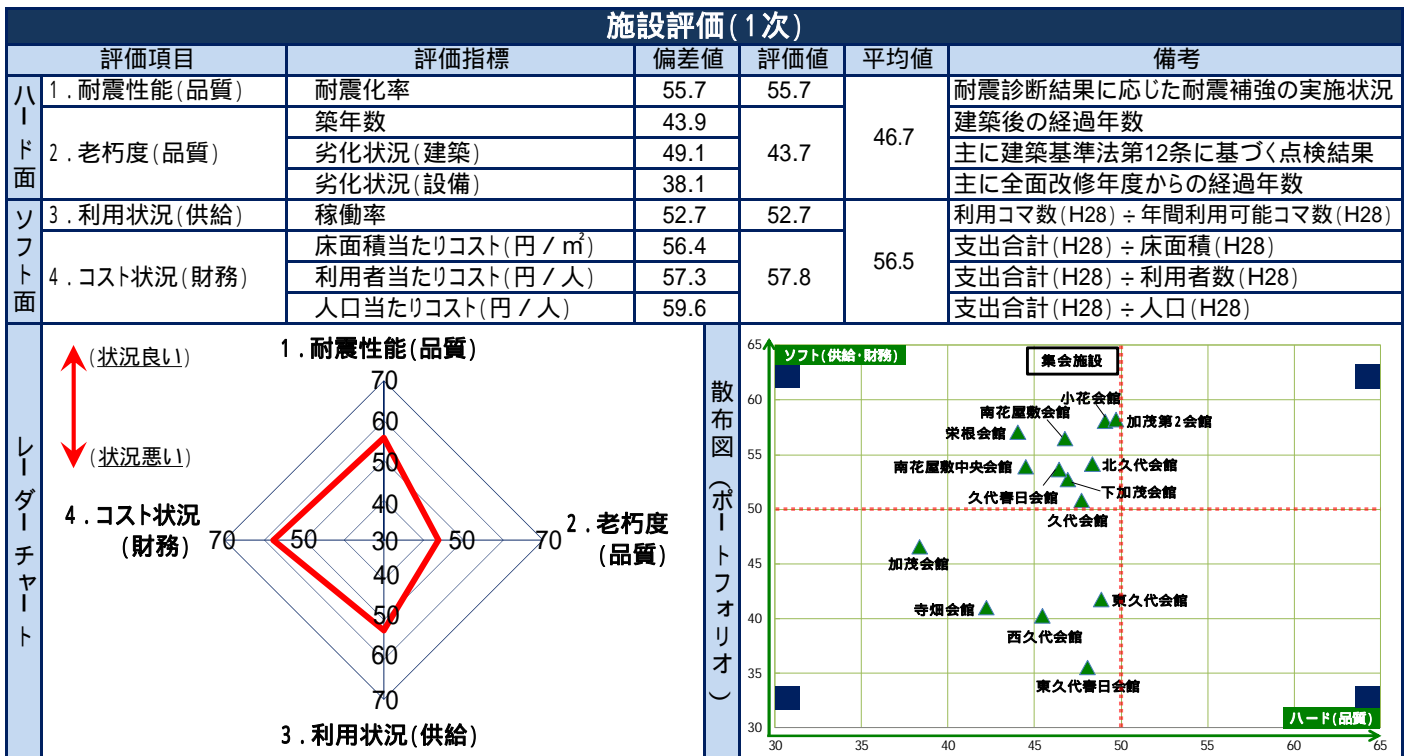 施設評価(1次)
評価項目 評価指標 偏差値 評価値 平均値 備考
ハード面
1．耐震性能(品質) 耐震化率 55.7 55.7 46.7 耐震診断結果に応じた耐震補強の実施状況
2．老朽度(品質) 築年数 43.9 43.7 建築後の経過年数
劣化状況(建築) 49.1 主に建築基準法第12条に基づく点検結果
劣化状況(設備) 38.1 主に全面改修年度からの経過年数
ソフト面
3．利用状況(供給) 稼働率 52.7 52.7 56.5 利用コマ数(H28)÷年間利用可能コマ数(H28)
4．コスト状況(財務) 床面積当たりコスト(円／㎡) 56.4 57.8 支出合計(H28)÷床面積(H28)
利用者当たりコスト(円／人) 57.3 支出合計(H28)÷利用者数(H28)
人口当たりコスト(円／人) 59.6 支出合計(H28)÷人口(H28)
レーダーチャート
(状況良い)
(状況悪い)
1．耐震性能(品質)
70
60
50
40
4．コスト状況
(財務)
70 50 30 50 70
2．老朽度
(品質)
40
50
60
70
3．利用状況(供給)
散布図(ポートフォリオ)
ソフト(供給・財務)
集会施設
65
60
55
50
45
40
35
30
小花会館
南花屋敷会館
加茂第2会館
栄根会館
南花屋敷中央会館
北久代会館
久代春日会館
下加茂会館
久代会館
加茂会館
寺畑会館
東久代会館
西久代会館
東久代春日会館
ハード(品質)
30 35 40 45 50 55 60 65